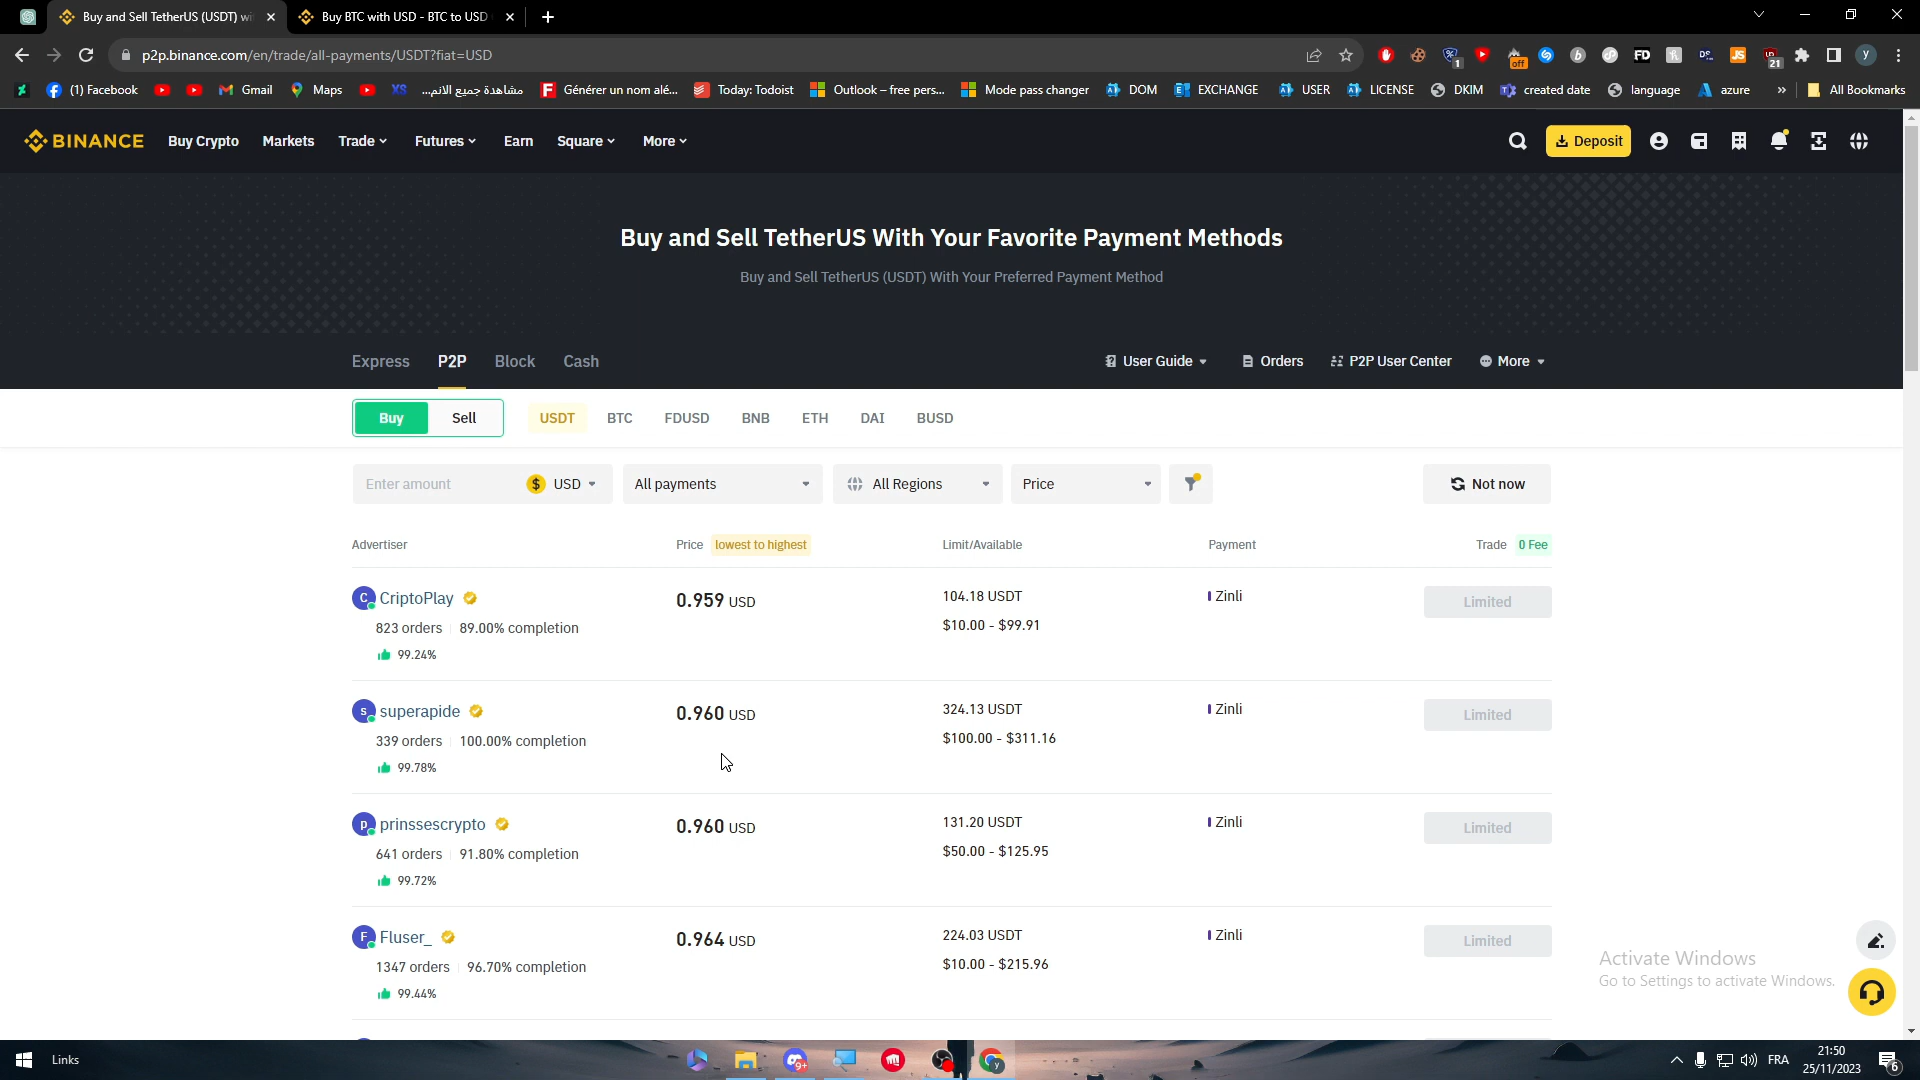 Buy and Sell TetherUS (USDT) wi
Buy BTC with USD - BTC to USD
p2p.binance.com/en/trade/all-payments/USDT?fiat=USD
(1) Facebook
Gmail
Maps
XS
مشاهدة جميع الانم...
Générer un nom alé...
Today: Todoist
Outlook – free pers...
Mode pass changer
DOM
EXCHANGE
USER
LICENSE
DKIM
created date
language
azure
»
All Bookmarks
BINANCE
Buy Crypto
Markets
Trade
Futures
Earn
Square
More
Deposit
Buy and Sell TetherUS With Your Favorite Payment Methods
Buy and Sell TetherUS (USDT) With Your Preferred Payment Method
Express
P2P
Block
Cash
User Guide
Orders
P2P User Center
More
Buy
Sell
USDT
BTC
FDUSD
BNB
ETH
DAI
BUSD
Enter amount
$ USD
All payments
All Regions
Price
Not now
Advertiser
Price lowest to highest
Limit/Available
Payment
Trade 0 Fee
C CriptoPlay
823 orders | 89.00% completion
99.24%
0.959 USD
104.18 USDT
$10.00 - $99.91
Zinli
Limited
s superapide
339 orders | 100.00% completion
99.78%
0.960 USD
324.13 USDT
$100.00 - $311.16
Zinli
Limited
p prinssescrypto
641 orders | 91.80% completion
99.72%
0.960 USD
131.20 USDT
$50.00 - $125.95
Zinli
Limited
F Fluser_
1347 orders | 96.70% completion
99.44%
0.964 USD
224.03 USDT
$10.00 - $215.96
Zinli
Limited
Activate Windows
Go to Settings to activate Windows.
Links
FRA
21:50
25/11/2023
6